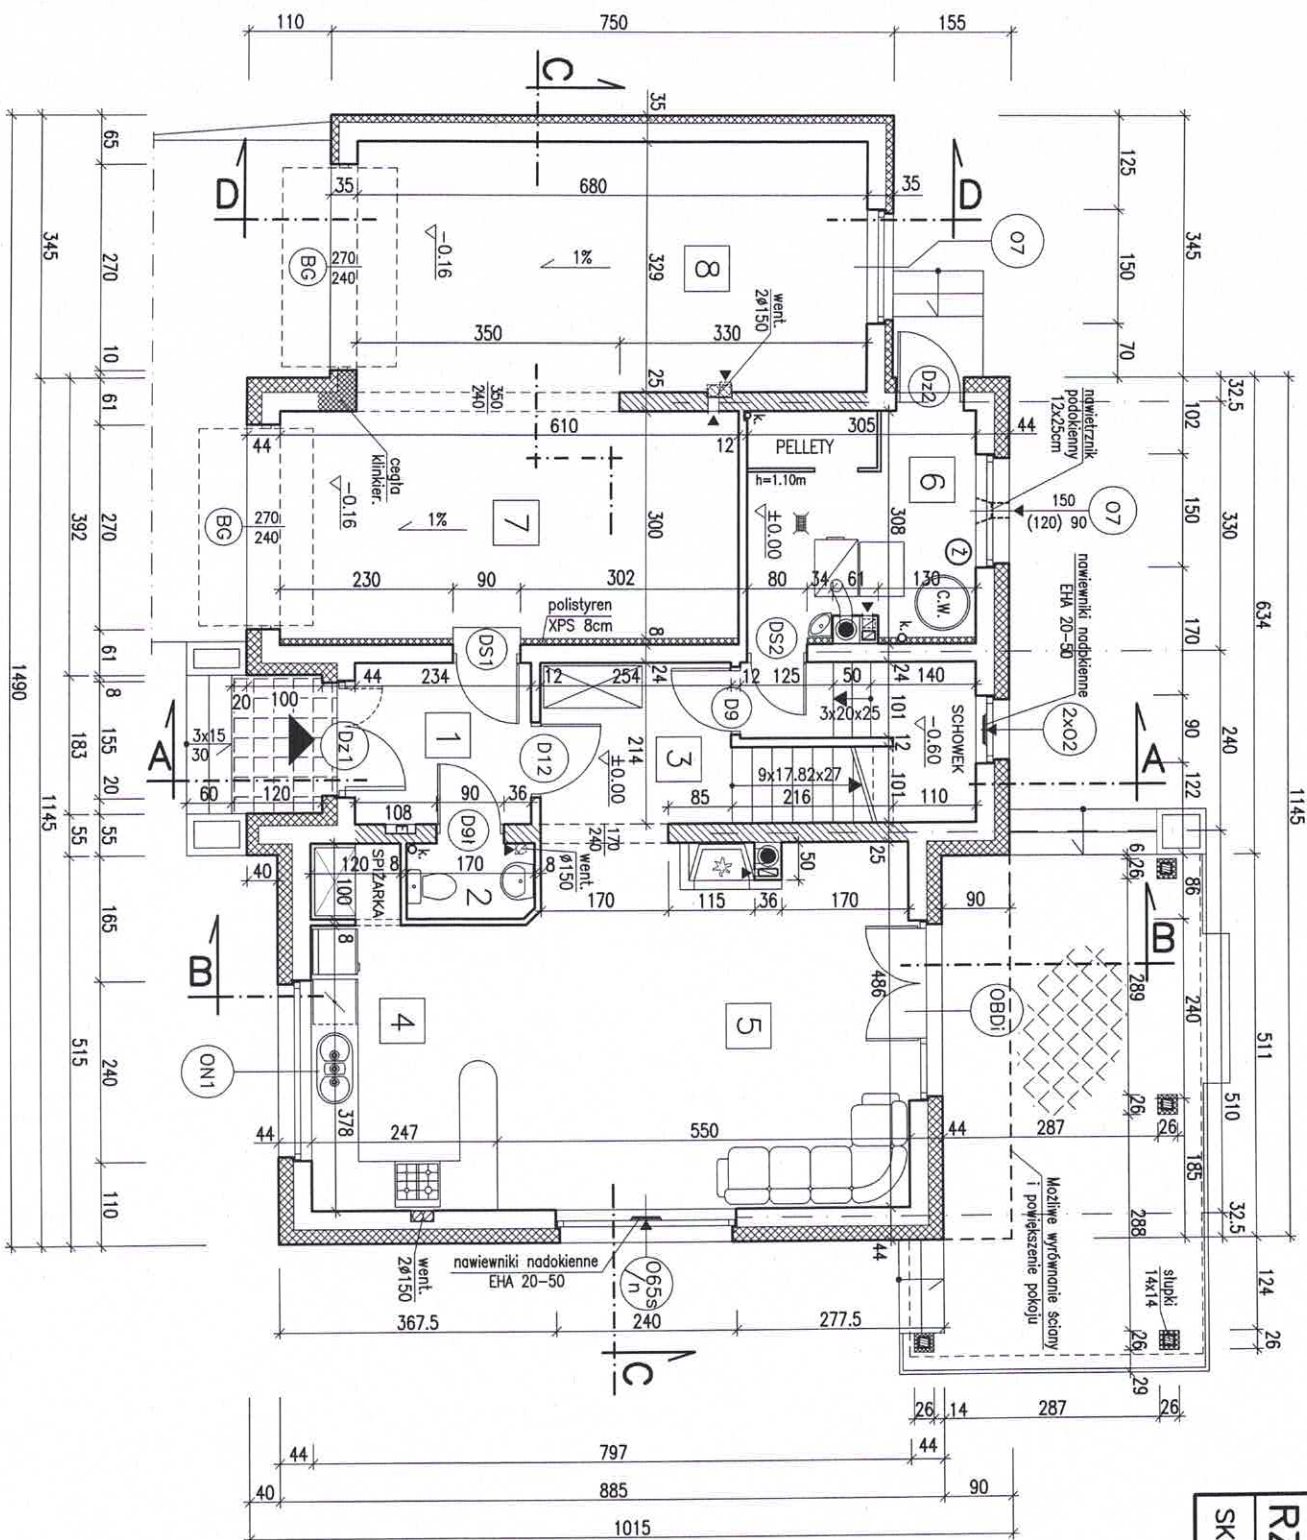 110
750
155
C
35
65
125
345
D
35
680
35
D
O7
150
345
270
BG
270
240
-0.16
1%
329
8
went.
2ø150
350
330
70
10
25
Dz2
32.5
61
350
240
102
44
610
12
305
44
cegła
klinkier.
k.
PELLETY
h=1.10m
6
nawietrznik
podokienny
12x25cm
BG
270
240
-0.16
1%
7
300
±0.00
308
150
(120) 90
O7
150
330
270
392
Ż
C.W.
230
90
302
80
34
61
130
nawiewniki nadokienne
EHA 20-50
170
634
polistyren
XPS 8cm
8
k.
61
DS1
DS2
24
44
234
12
254
24
12
125
50
140
8
20
100
D9
3x20x25
101
SCHOWEK
-0.60
2xO2
90
240
1490
A
3x15
30
Dz1
1
D12
214
±0.00
3
12
A
155
183
9x17.82x27
101
122
1145
60
120
20
108
90
36
85
216
110
1145
55
55
D9ł
k.
170
240
25
went.
ø150
50
6
26
40
120
8
170
8
SPIŻARKA
100
2
170
115
36
170
90
86
165
B
8
486
B
4
5
OBDi
289
240
511
510
ON1
240
515
378
26
26
44
247
550
44
287
185
110
Możliwe wyrównanie ściany
i powiększenie pokoju
288
32.5
44
went.
2ø150
nawiewniki nadokienne
EHA 20-50
O65s
/n
słupki
14x14
124
367.5
240
277.5
26
26
C
29
26
14
287
26
44
797
44
40
885
90
1015
RZ
SK